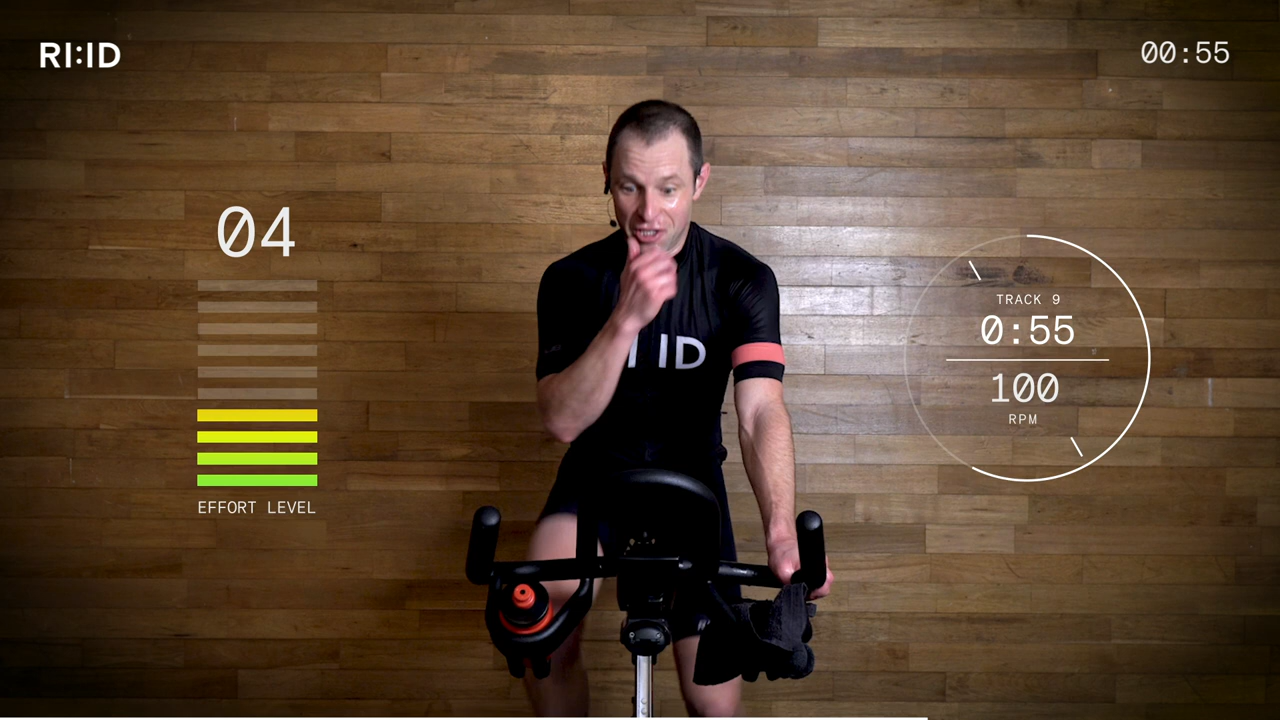 RI:ID
00:55
04
EFFORT LEVEL
TRACK 9
0:55
100
RPM
ID